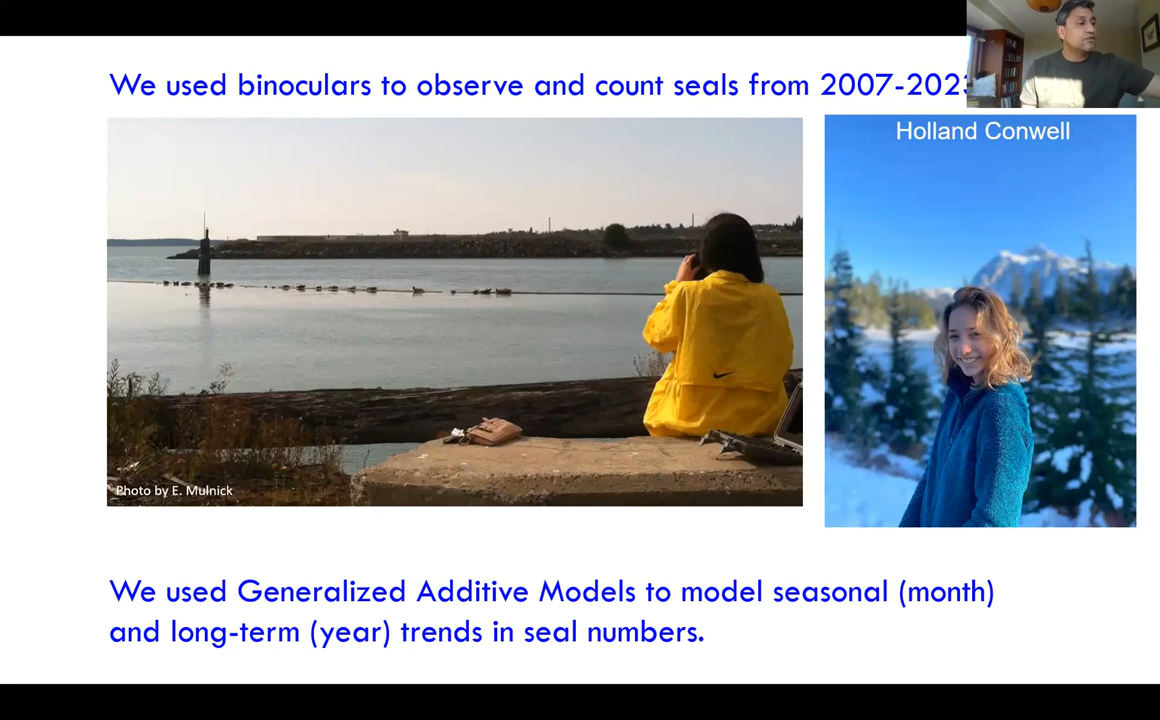 We used binoculars to observe and count seals from 2007-202
Holland Conwell
Photo by E. Mulnick
We used Generalized Additive Models to model seasonal (month)
and long-term (year) trends in seal numbers.